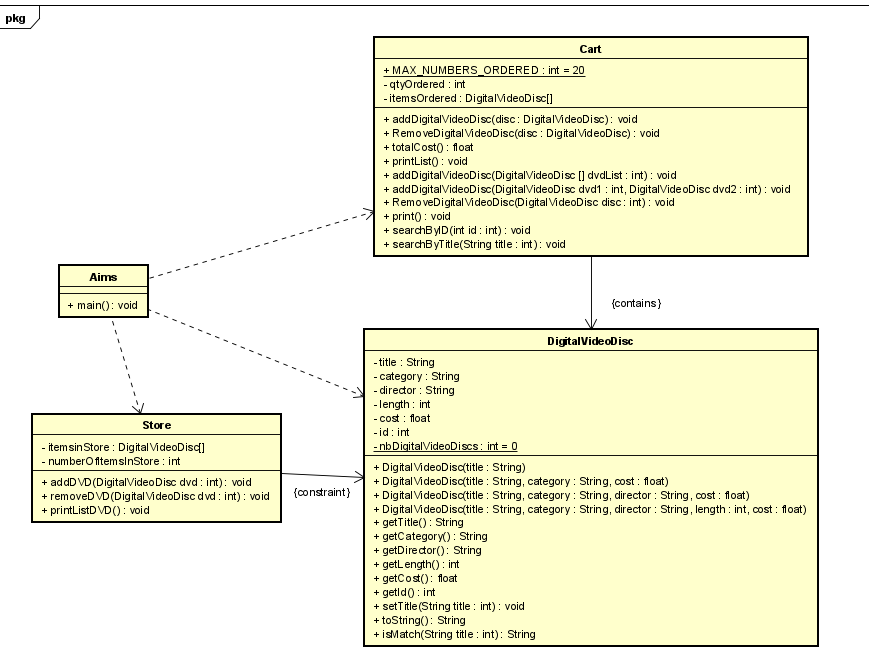 pkg
Cart
+ MAX_NUMBERS_ORDERED : int = 20
- qtyOrdered : int
- itemsOrdered : DigitalVideoDisc[]
+ addDigitalVideoDisc(disc : DigitalVideoDisc) : void
+ RemoveDigitalVideoDisc(disc : DigitalVideoDisc) : void
+ totalCost() : float
+ printList() : void
+ addDigitalVideoDisc(DigitalVideoDisc [] dvdList : int) : void
+ addDigitalVideoDisc(DigitalVideoDisc dvd1 : int, DigitalVideoDisc dvd2 : int) : void
+ RemoveDigitalVideoDisc(DigitalVideoDisc disc : int) : void
+ print() : void
+ searchByID(int id : int) : void
+ searchByTitle(String title : int) : void
Aims
+ main() : void
{contains}
DigitalVideoDisc
- title : String
- category : String
- director : String
- length : int
- cost : float
- id : int
- nbDigitalVideoDiscs : int = 0
+ DigitalVideoDisc(title : String)
+ DigitalVideoDisc(title : String, category : String, cost : float)
+ DigitalVideoDisc(title : String, category : String, director : String, cost : float)
+ DigitalVideoDisc(title : String, category : String, director : String, length : int, cost : float)
+ getTitle() : String
+ getCategory() : String
+ getDirector() : String
+ getLength() : int
+ getCost() : float
+ getId() : int
+ setTitle(String title : int) : void
+ toString() : String
+ isMatch(String title : int) : String
Store
- itemsinStore : DigitalVideoDisc[]
- numberOfItemsInStore : int
+ addDVD(DigitalVideoDisc dvd : int) : void
+ removeDVD(DigitalVideoDisc dvd : int) : void
+ printListDVD() : void
{constraint}